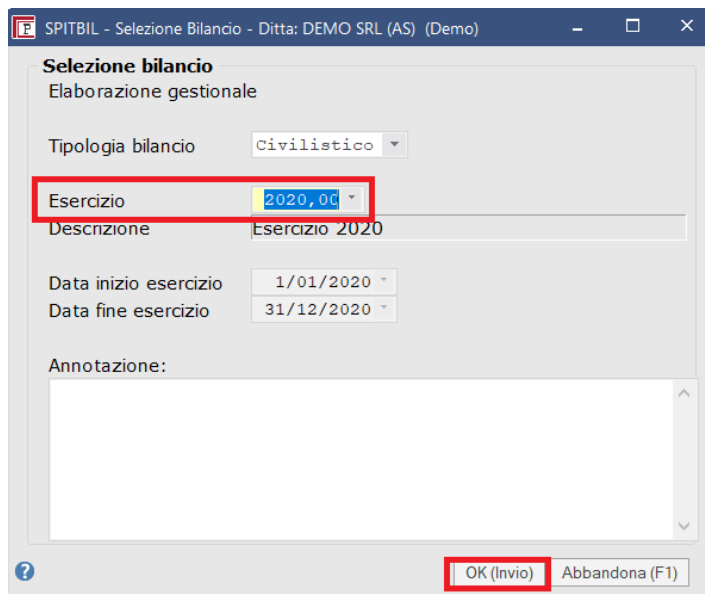 P SPITBIL - Selezione Bilancio - Ditta: DEMO SRL (AS) (Demo)
Selezione bilancio
Elaborazione gestionale
Tipologia bilancio Civilistico
Esercizio 2020,00
Descrizione Esercizio 2020
Data inizio esercizio 1/01/2020
Data fine esercizio 31/12/2020
Annotazione:
? OK (Invio) Abbandona (F1)